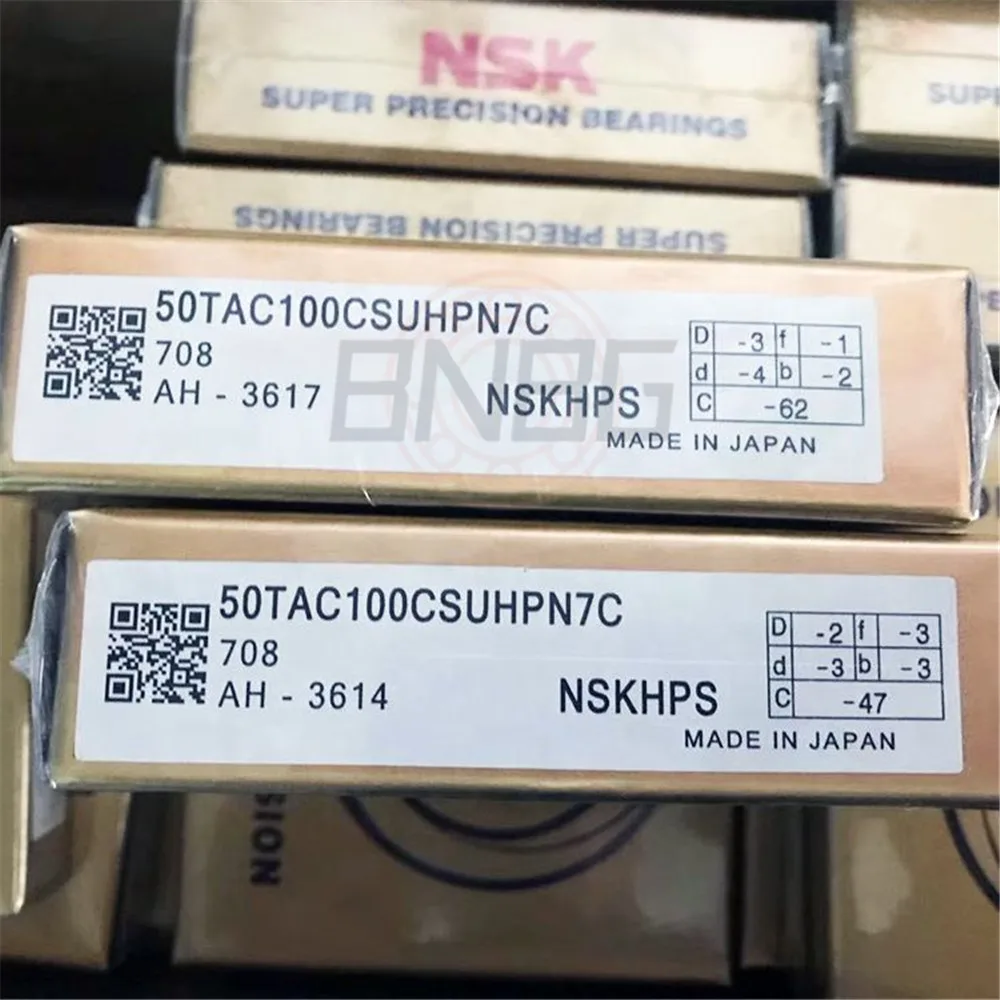 NSK
SUPER PRECISION BEARINGS
SUPER PRECISION BEARINGS
50TAC100CSUHPN7C
708
AH - 3617
NSKHPS
D -3 f -1
d -4 b -2
C -62
MADE IN JAPAN
BNBG
50TAC100CSUHPN7C
708
AH - 3614
NSKHPS
D -2 f -3
d -3 b -3
C -47
MADE IN JAPAN